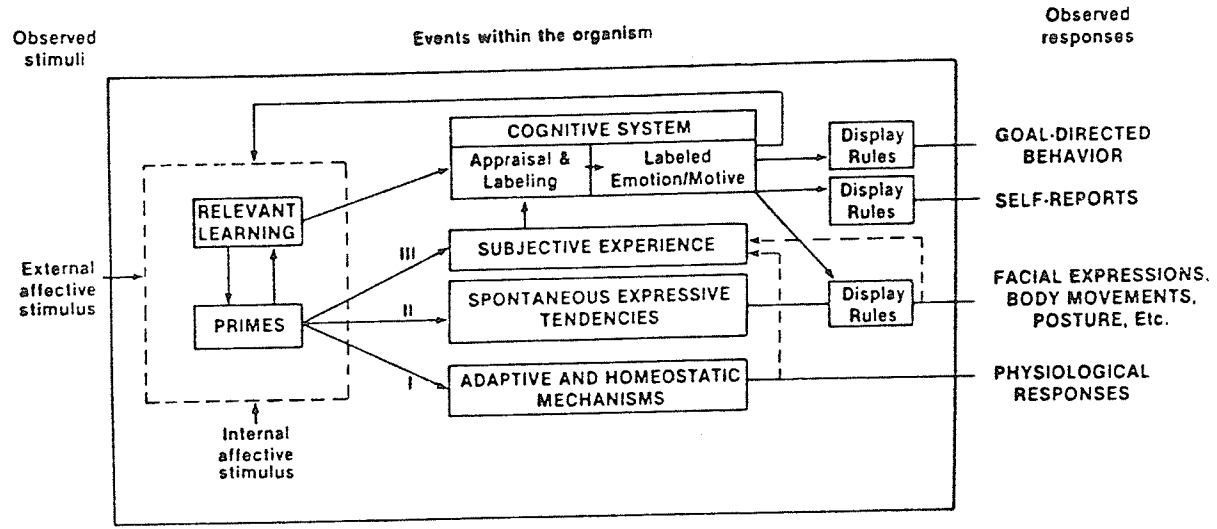 Observed
stimuli
Events within the organism
Observed
responses
COGNITIVE SYSTEM
Appraisal &
Labeling
Labeled
Emotion/Motive
Display
Rules
GOAL-DIRECTED
BEHAVIOR
Display
Rules
SELF-REPORTS
RELEVANT
LEARNING
III
SUBJECTIVE EXPERIENCE
External
affective
stimulus
PRIMES
II
SPONTANEOUS EXPRESSIVE
TENDENCIES
Display
Rules
FACIAL EXPRESSIONS,
BODY MOVEMENTS,
POSTURE, Etc.
I
ADAPTIVE AND HOMEOSTATIC
MECHANISMS
PHYSIOLOGICAL
RESPONSES
Internal
affective
stimulus